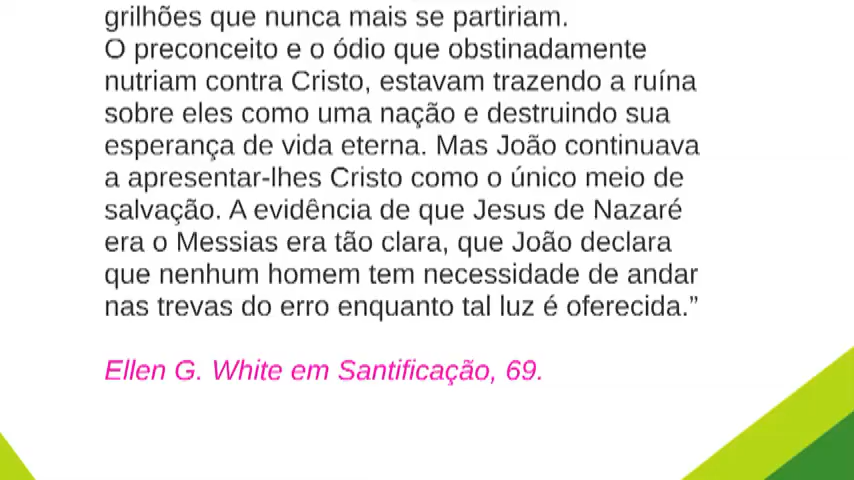 grilhões que nunca mais se partiriam.
O preconceito e o ódio que obstinadamente
nutriam contra Cristo, estavam trazendo a ruína
sobre eles como uma nação e destruindo sua
esperança de vida eterna. Mas João continuava
a apresentar-lhes Cristo como o único meio de
salvação. A evidência de que Jesus de Nazaré
era o Messias era tão clara, que João declara
que nenhum homem tem necessidade de andar
nas trevas do erro enquanto tal luz é oferecida.”
Ellen G. White em Santificação, 69.